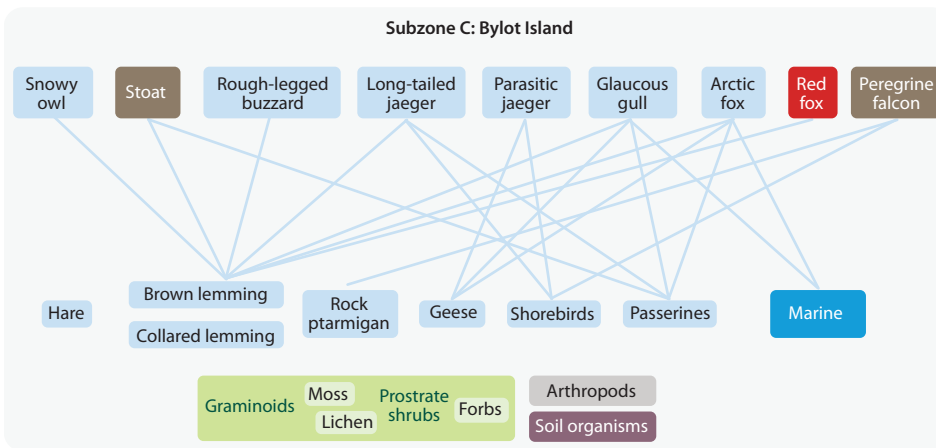 Subzone C: Bylot Island
Snowy
owl
Stoat
Rough-legged
buzzard
Long-tailed
jaeger
Parasitic
jaeger
Glaucous
gull
Arctic
fox
Red
fox
Peregrine
falcon
Hare
Brown lemming
Collared lemming
Rock
ptarmigan
Geese
Shorebirds
Passerines
Marine
Graminoids
Moss
Lichen
Prostrate
shrubs
Forbs
Arthropods
Soil organisms